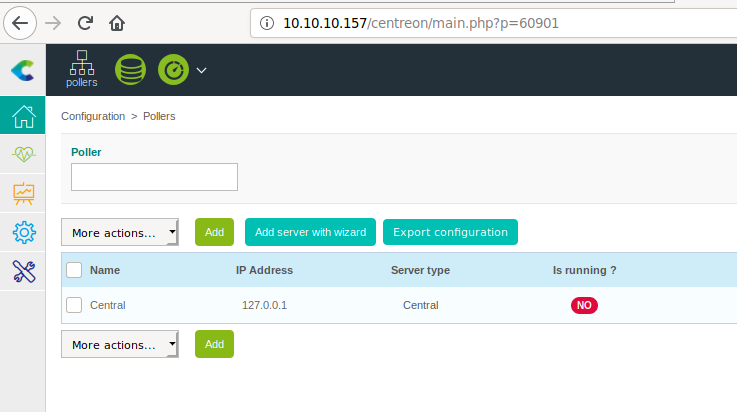 10.10.10.157/centreon/main.php?p=60901
pollers
Configuration > Pollers
Poller
More actions... Add Add server with wizard Export configuration
Name IP Address Server type Is running ?
Central 127.0.0.1 Central NO
More actions... Add